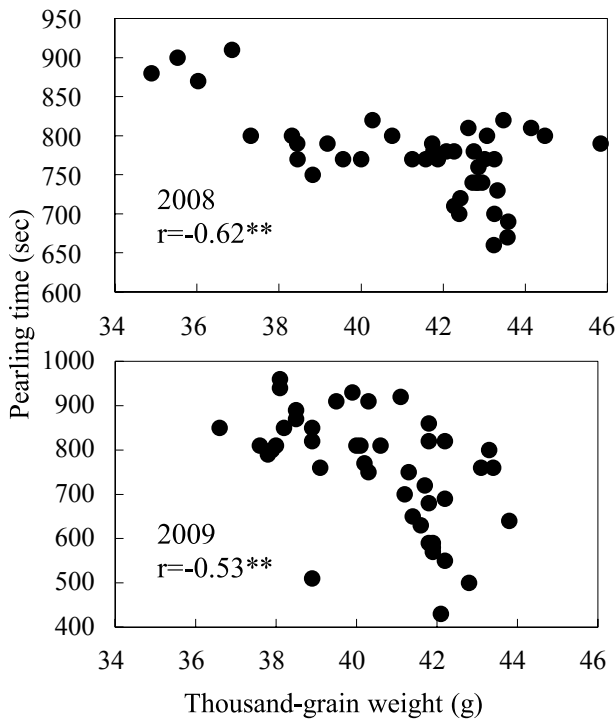 950
900
850
800
750
700
650
600
2008
r=-0.62**
34 36 38 40 42 44 46
Pearling time (sec)
1000
900
800
700
600
500
400
2009
r=-0.53**
34 36 38 40 42 44 46
Thousand-grain weight (g)